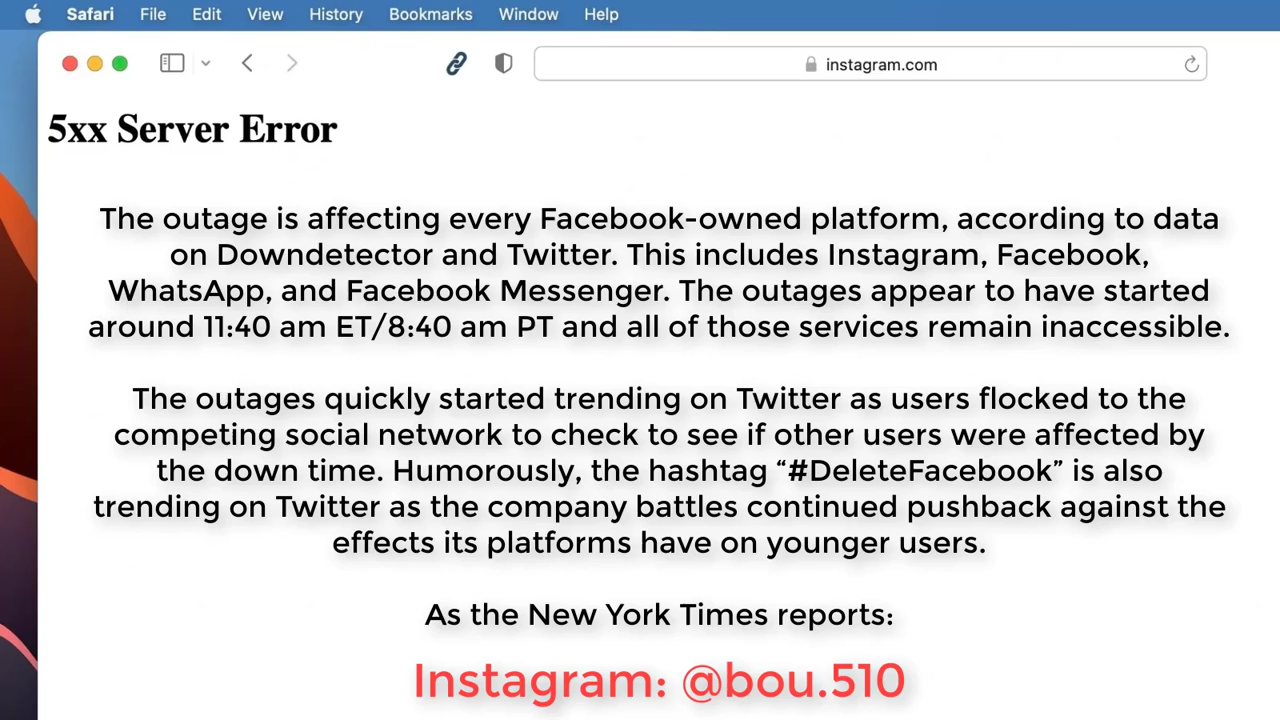 Safari File Edit View History Bookmarks Window Help
instagram.com
5xx Server Error
The outage is affecting every Facebook-owned platform, according to data
on Downdetector and Twitter. This includes Instagram, Facebook,
WhatsApp, and Facebook Messenger. The outages appear to have started
around 11:40 am ET/8:40 am PT and all of those services remain inaccessible.
The outages quickly started trending on Twitter as users flocked to the
competing social network to check to see if other users were affected by
the down time. Humorously, the hashtag “#DeleteFacebook” is also
trending on Twitter as the company battles continued pushback against the
effects its platforms have on younger users.
As the New York Times reports:
Instagram: @bou.510